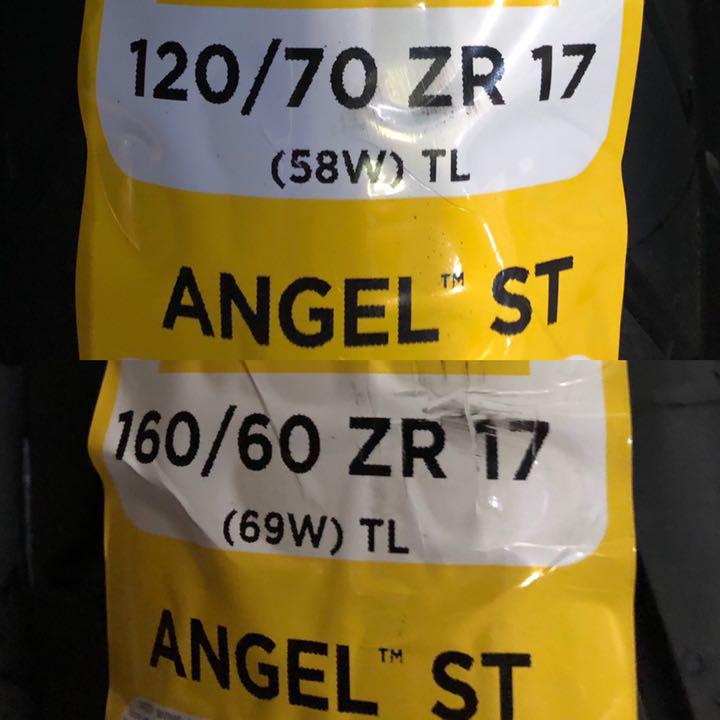 120/70 ZR 17
(58W) TL
ANGEL™ ST
160/60 ZR 17
(69W) TL
ANGEL™ ST